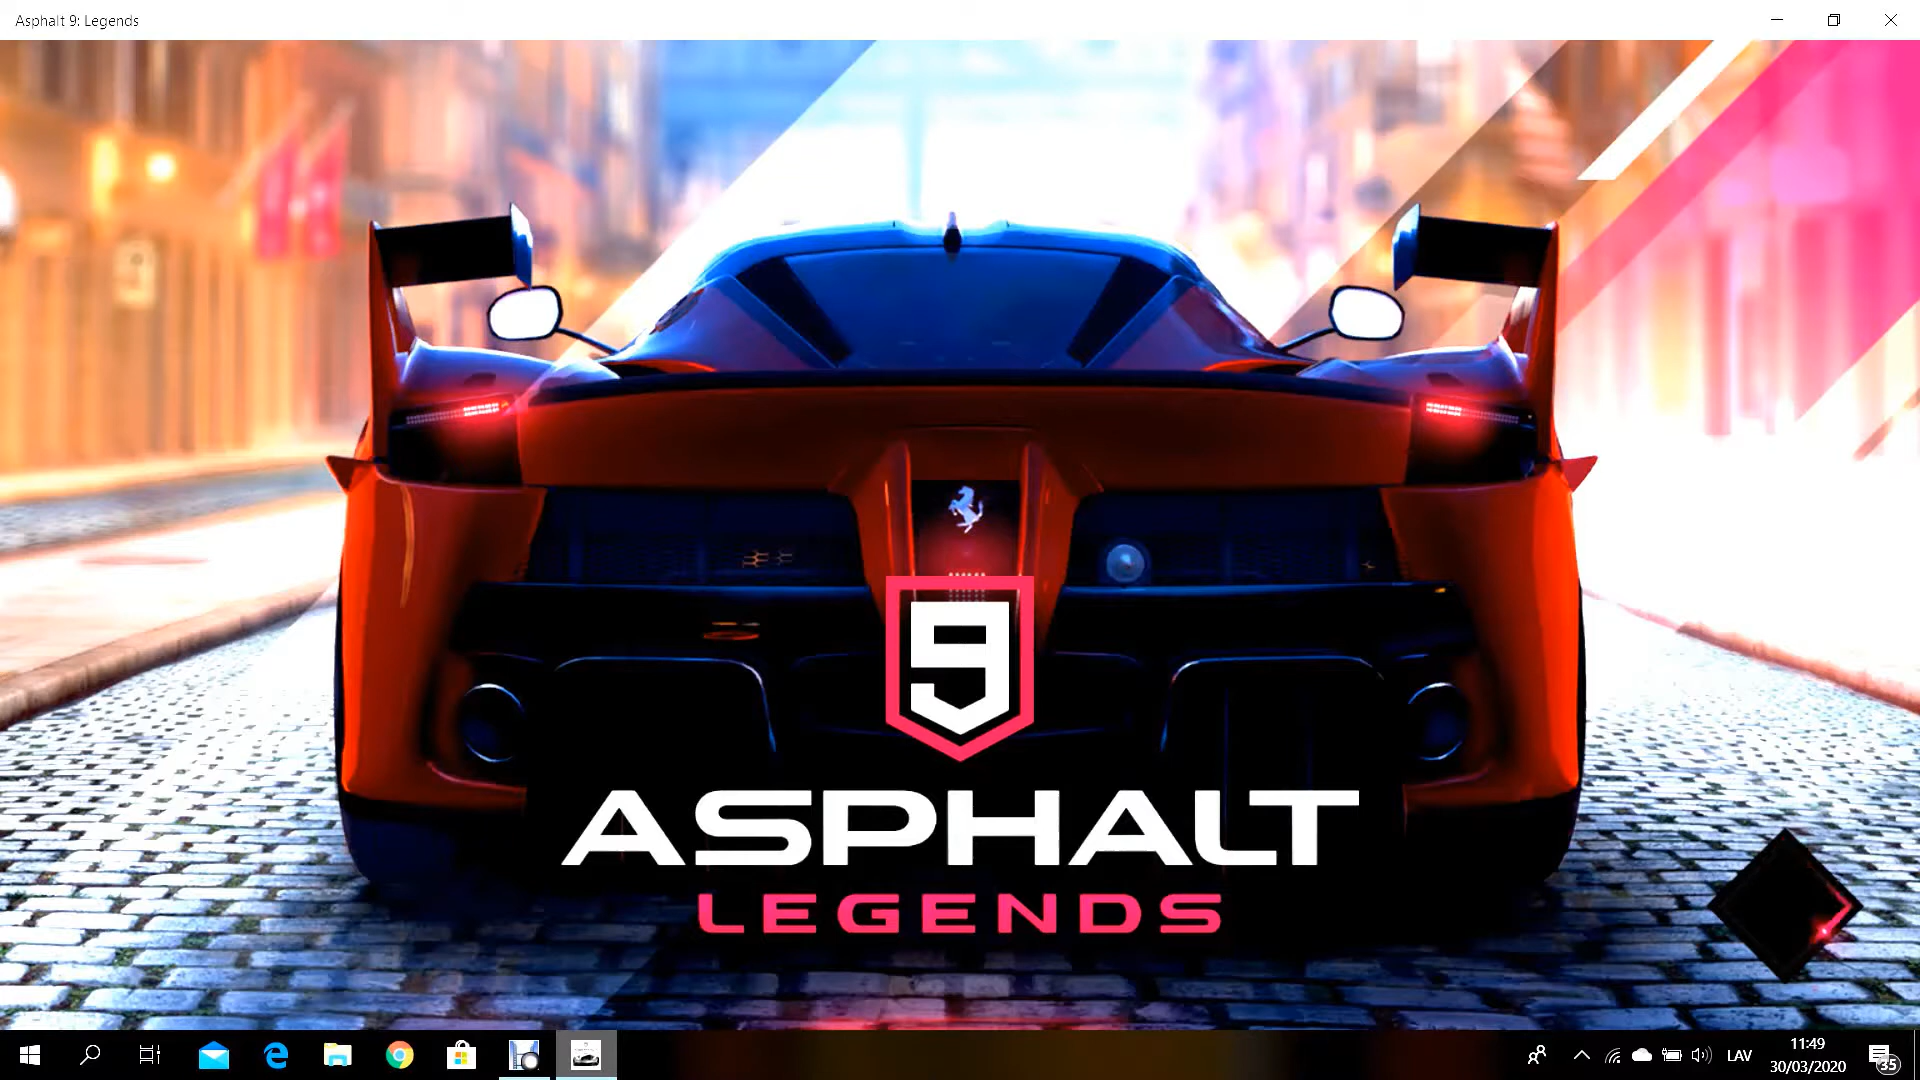 Asphalt 9: Legends
9
ASPHALT
LEGENDS
LAV
11:49
30/03/2020
35